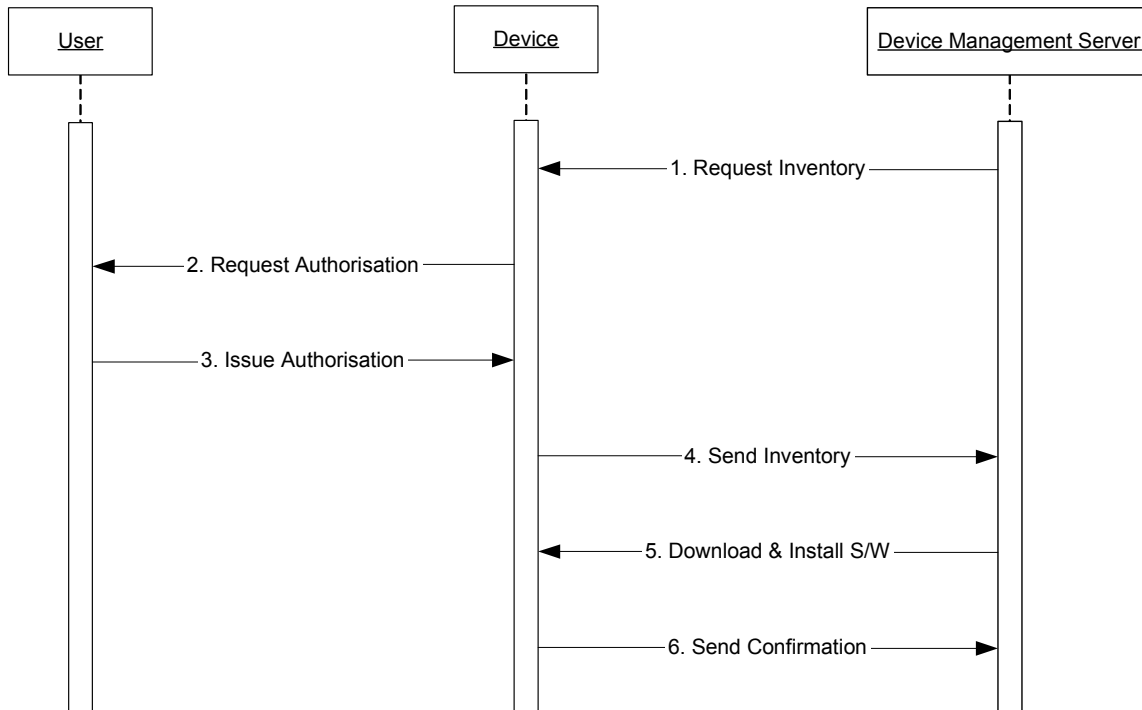 User
Device
Device Management Server
1. Request Inventory
2. Request Authorisation
3. Issue Authorisation
4. Send Inventory
5. Download & Install S/W
6. Send Confirmation